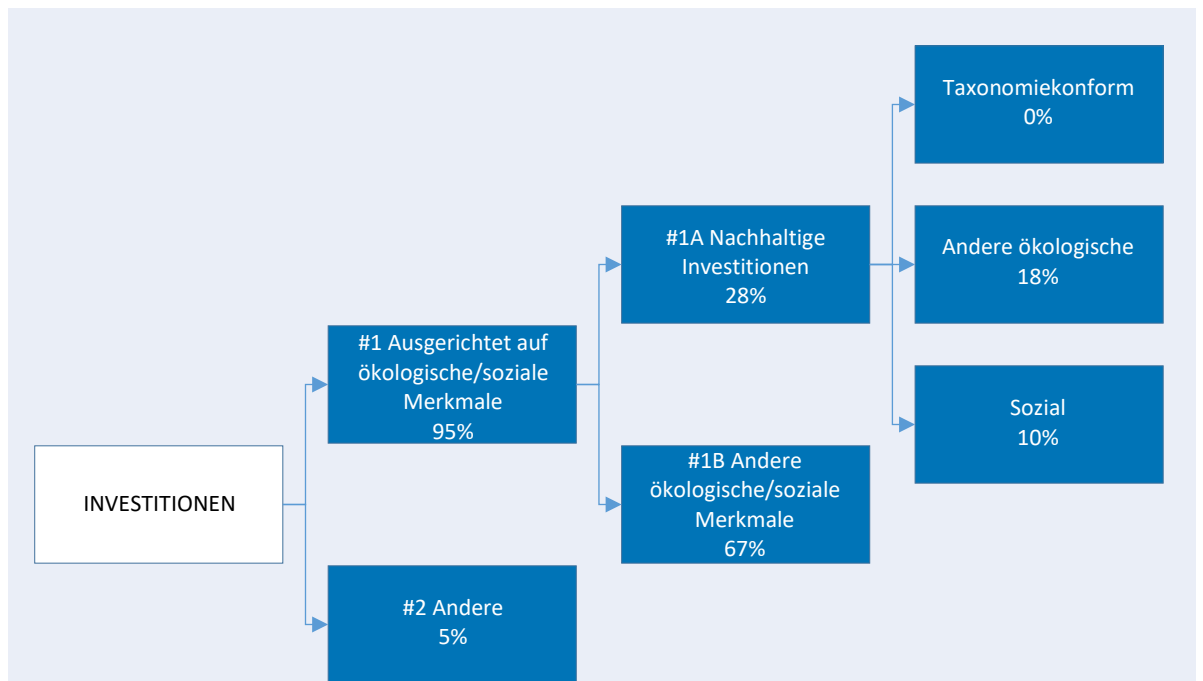 Taxonomiekonform
0%
#1A Nachhaltige
Investitionen
28%
Andere ökologische
18%
#1 Ausgerichtet auf
ökologische/soziale
Merkmale
95%
Sozial
10%
#1B Andere
ökologische/soziale
Merkmale
67%
INVESTITIONEN
#2 Andere
5%